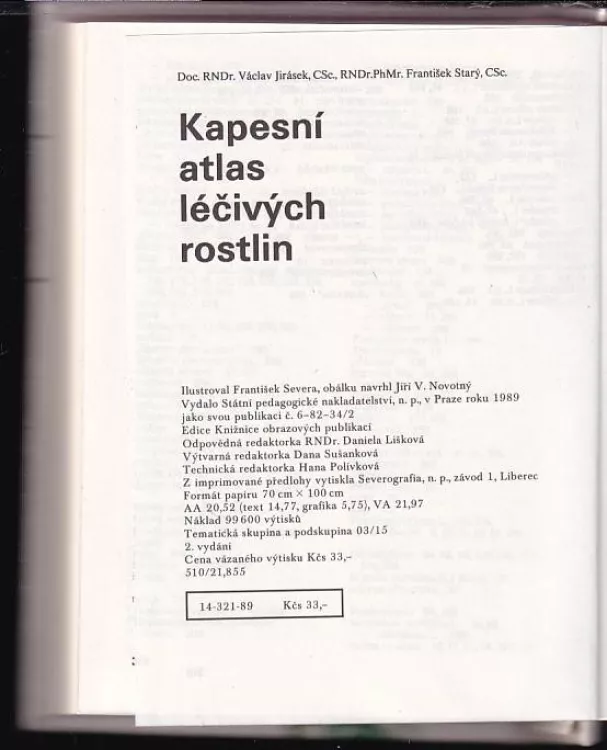 Doc. RNDr. Václav Jirásek, CSc., RNDr.PhMr. František Starý, CSc.
Kapesní
atlas
léčivých
rostlin
Ilustroval František Severa, obálku navrhl Jiří V. Novotný
Vydalo Státní pedagogické nakladatelství, n. p., v Praze roku 1989
jako svou publikaci č. 6–82–34/2
Edice Knižnice obrazových publikací
Odpovědná redaktorka RNDr. Daniela Lišková
Výtvarná redaktorka Dana Sušanková
Technická redaktorka Hana Polívková
Z imprimované předlohy vytiskla Severografia, n. p., závod 1, Liberec
Formát papíru 70 cm × 100 cm
AA 20,52 (text 14,77, grafika 5,75), VA 21,97
Náklad 99 600 výtisků
Tematická skupina a podskupina 03/15
2. vydání
Cena vázaného výtisku Kčs 33,–
510/21,855
14-321-89 Kčs 33,–